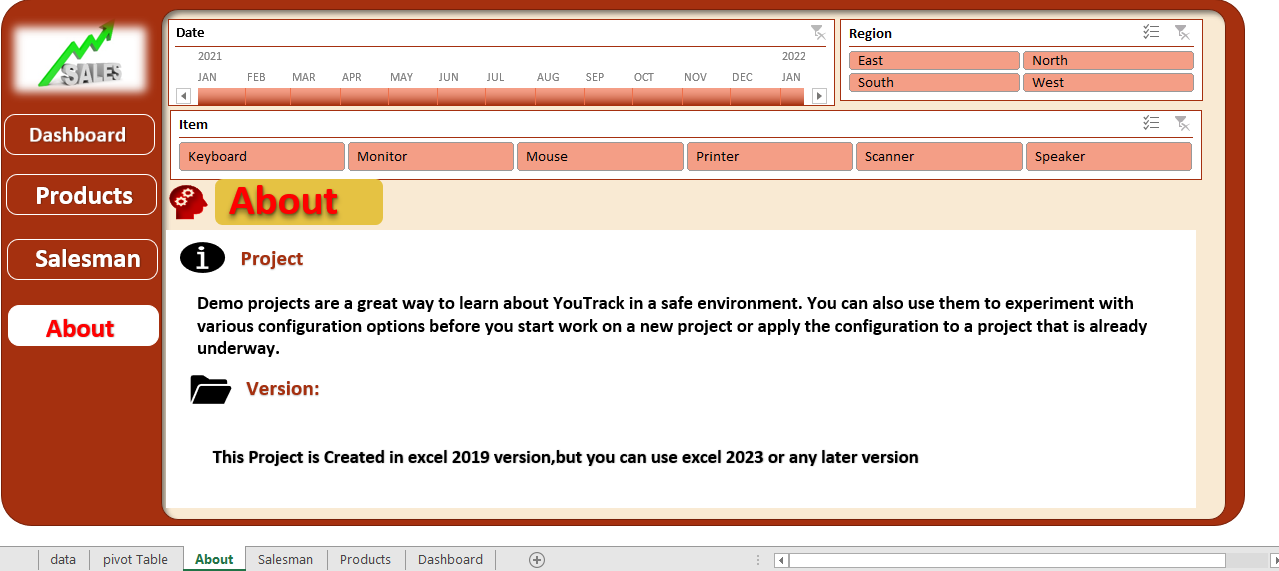 SALES
Dashboard
Products
Salesman
About
Date
2021 2022
JAN FEB MAR APR MAY JUN JUL AUG SEP OCT NOV DEC JAN
Region
East North
South West
Item
Keyboard Monitor Mouse Printer Scanner Speaker
About
Project
Demo projects are a great way to learn about YouTrack in a safe environment. You can also use them to experiment with
various configuration options before you start work on a new project or apply the configuration to a project that is already
underway.
Version:
This Project is Created in excel 2019 version,but you can use excel 2023 or any later version
data pivot Table About Salesman Products Dashboard